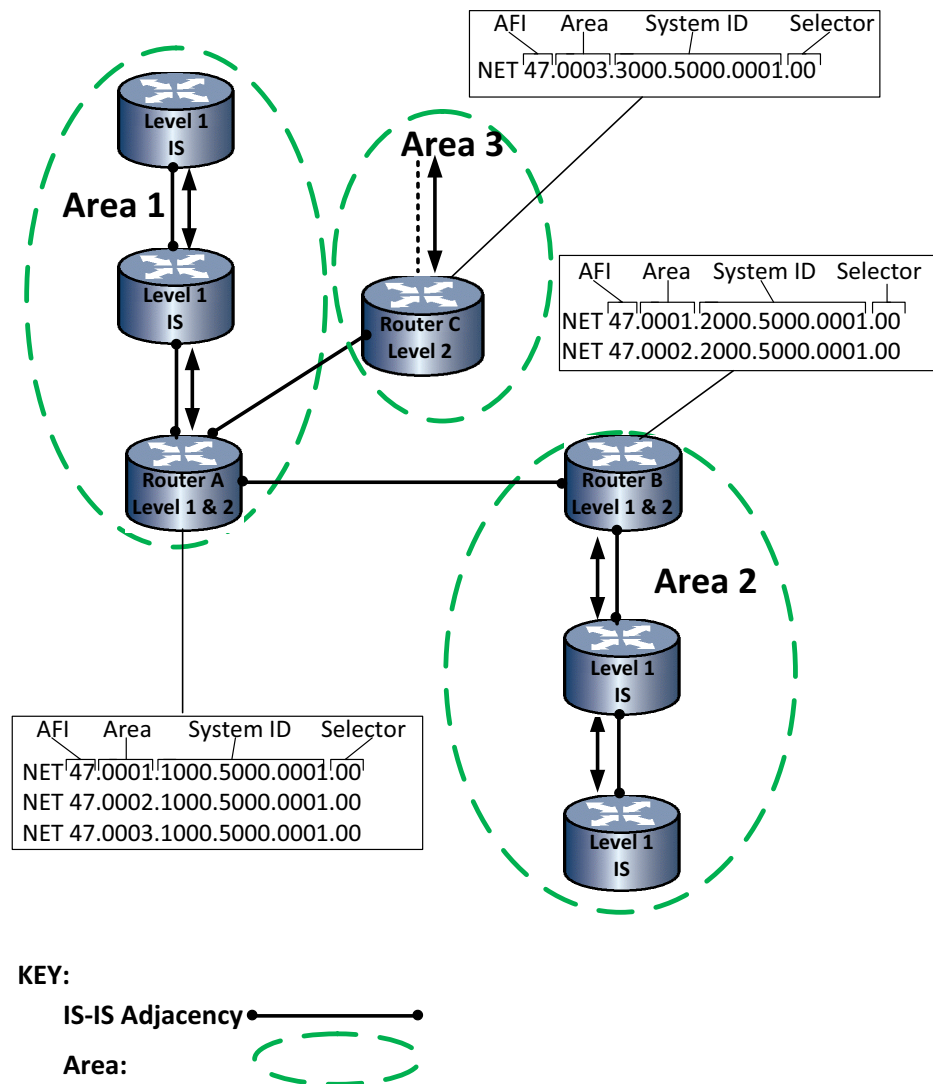 AFI Area System ID Selector
NET 47.0003.3000.5000.0001.00
Level 1
IS
Area 1
Level 1
IS
Area 3
Router C
Level 2
AFI Area System ID Selector
NET 47.0001.2000.5000.0001.00
NET 47.0002.2000.5000.0001.00
Router A
Level 1 & 2
Router B
Level 1 & 2
Area 2
Level 1
IS
Level 1
IS
AFI Area System ID Selector
NET 47.0001.1000.5000.0001.00
NET 47.0002.1000.5000.0001.00
NET 47.0003.1000.5000.0001.00
KEY:
IS-IS Adjacency
Area: